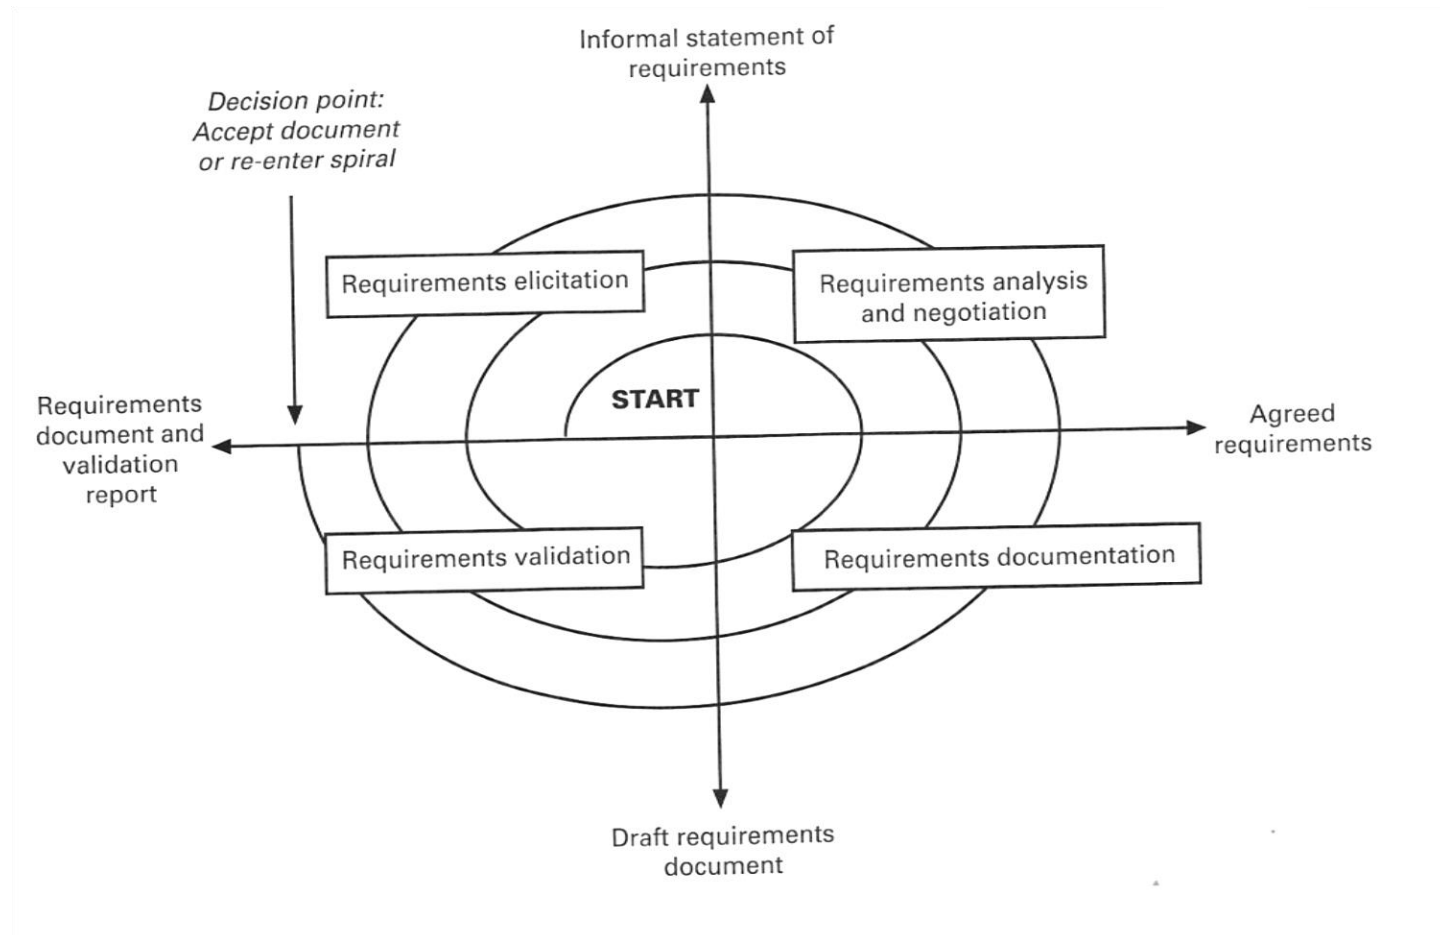 Informal statement of
requirements
Decision point:
Accept document
or re-enter spiral
Requirements elicitation
Requirements analysis
and negotiation
START
Requirements
document and
validation
report
Agreed
requirements
Requirements validation
Requirements documentation
Draft requirements
document